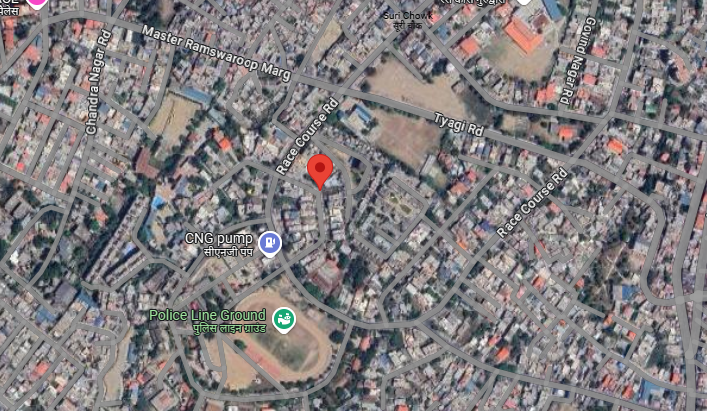 पैलेस
Suri Chowk
सूरी चौक
Master Ramswaroop Marg
Chandra Nagar Rd
Govind Nagar Rd
Race Course Rd
Tyagi Rd
Race Course Rd
CNG pump
सीएनजी पंप
Police Line Ground
पुलिस लाइन ग्राउंड